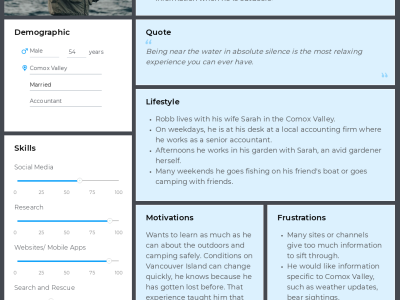 Demographic
Male
54 years
Comox Valley
Married
Accountant
Skills
Social Media
0 25 50 75 100
Research
0 25 50 75 100
Websites/ Mobile Apps
0 25 50 75 100
Search and Rescue
0 25 50 75 100
Quote
“
Being near the water in absolute silence is the most relaxing
experience you can ever have.
”
Lifestyle
• Robb lives with his wife Sarah in the Comox Valley.
• On weekdays, he is at his desk at a local accounting firm where
he works as a senior accountant.
• Afternoons he works in his garden with Sarah, an avid gardener
herself.
• Many weekends he goes fishing on his friend's boat or goes
camping with friends.
Motivations
Wants to learn as much as he
can about the outdoors and
camping safely. Conditions on
Vancouver Island can change
quickly, he knows because he
has gotten lost before. That
experience taught him that
Frustrations
• Many sites or channels
give too much information
to sift through.
• He would like information
specific to Comox Valley,
such as weather updates,
bear sightings.